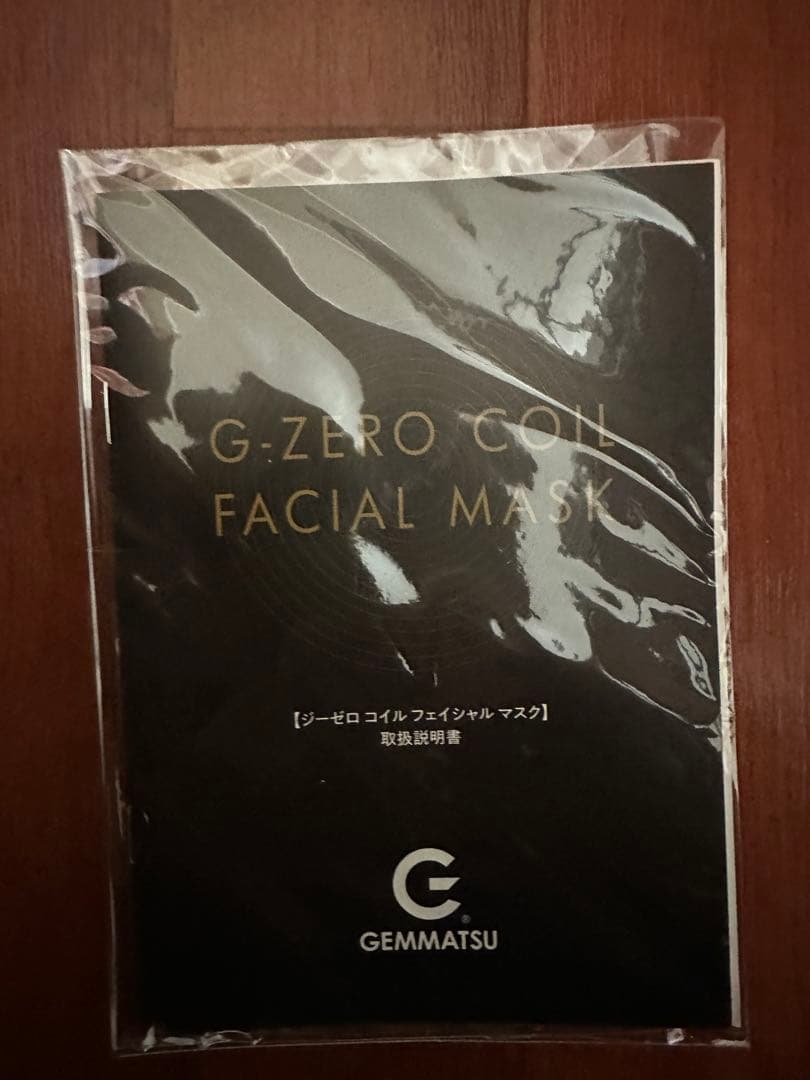 G-ZERO COIL
FACIAL MASK
【ジーゼロ コイル フェイシャル マスク】
取扱説明書
G®
GEMMATSU